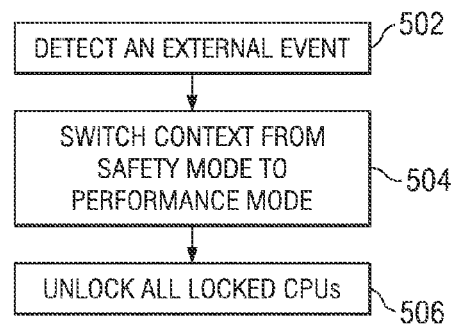 DETECT AN EXTERNAL EVENT
502
SWITCH CONTEXT FROM
SAFETY MODE TO
PERFORMANCE MODE
504
UNLOCK ALL LOCKED CPUs
506